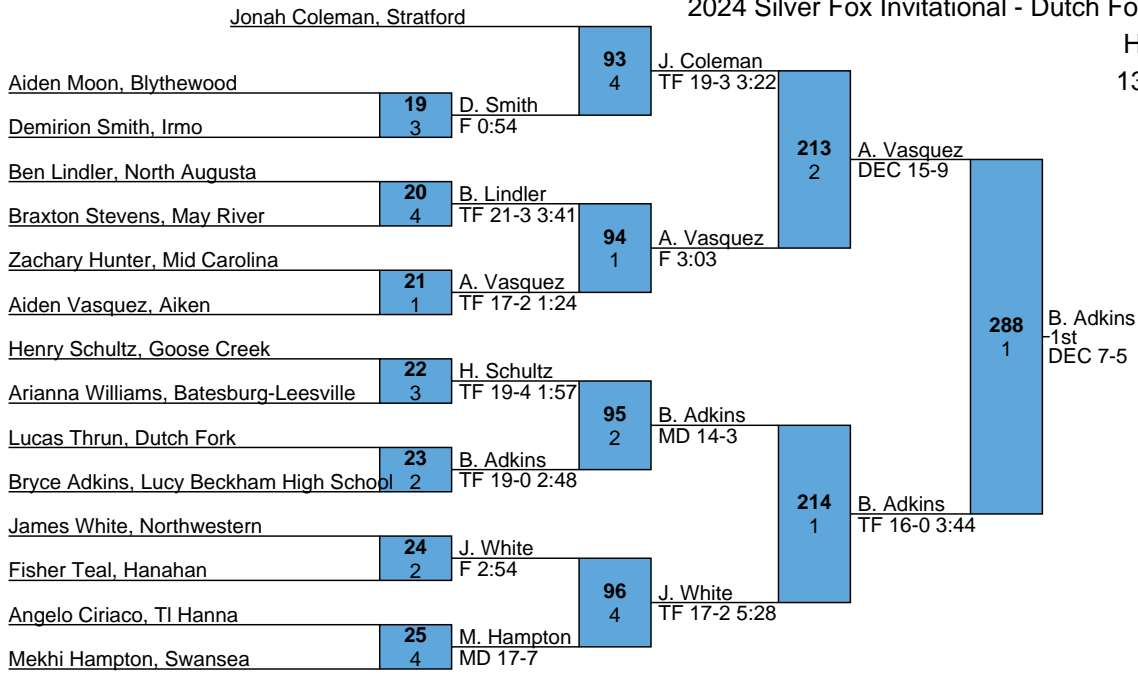 2024 Silver Fox Invitational - Dutch Fo
H
13
Jonah Coleman, Stratford
93
4
J. Coleman
TF 19-3 3:22
Aiden Moon, Blythewood
19
3
D. Smith
F 0:54
Demirion Smith, Irmo
213
2
A. Vasquez
DEC 15-9
Ben Lindler, North Augusta
20
4
B. Lindler
TF 21-3 3:41
Braxton Stevens, May River
94
1
A. Vasquez
F 3:03
Zachary Hunter, Mid Carolina
21
1
A. Vasquez
TF 17-2 1:24
Aiden Vasquez, Aiken
288
1
B. Adkins
1st
DEC 7-5
Henry Schultz, Goose Creek
22
3
H. Schultz
TF 19-4 1:57
Arianna Williams, Batesburg-Leesville
95
2
B. Adkins
MD 14-3
Lucas Thrun, Dutch Fork
23
2
B. Adkins
TF 19-0 2:48
Bryce Adkins, Lucy Beckham High School
214
1
B. Adkins
TF 16-0 3:44
James White, Northwestern
24
2
J. White
F 2:54
Fisher Teal, Hanahan
96
4
J. White
TF 17-2 5:28
Angelo Ciriaco, Tl Hanna
25
4
M. Hampton
MD 17-7
Mekhi Hampton, Swansea